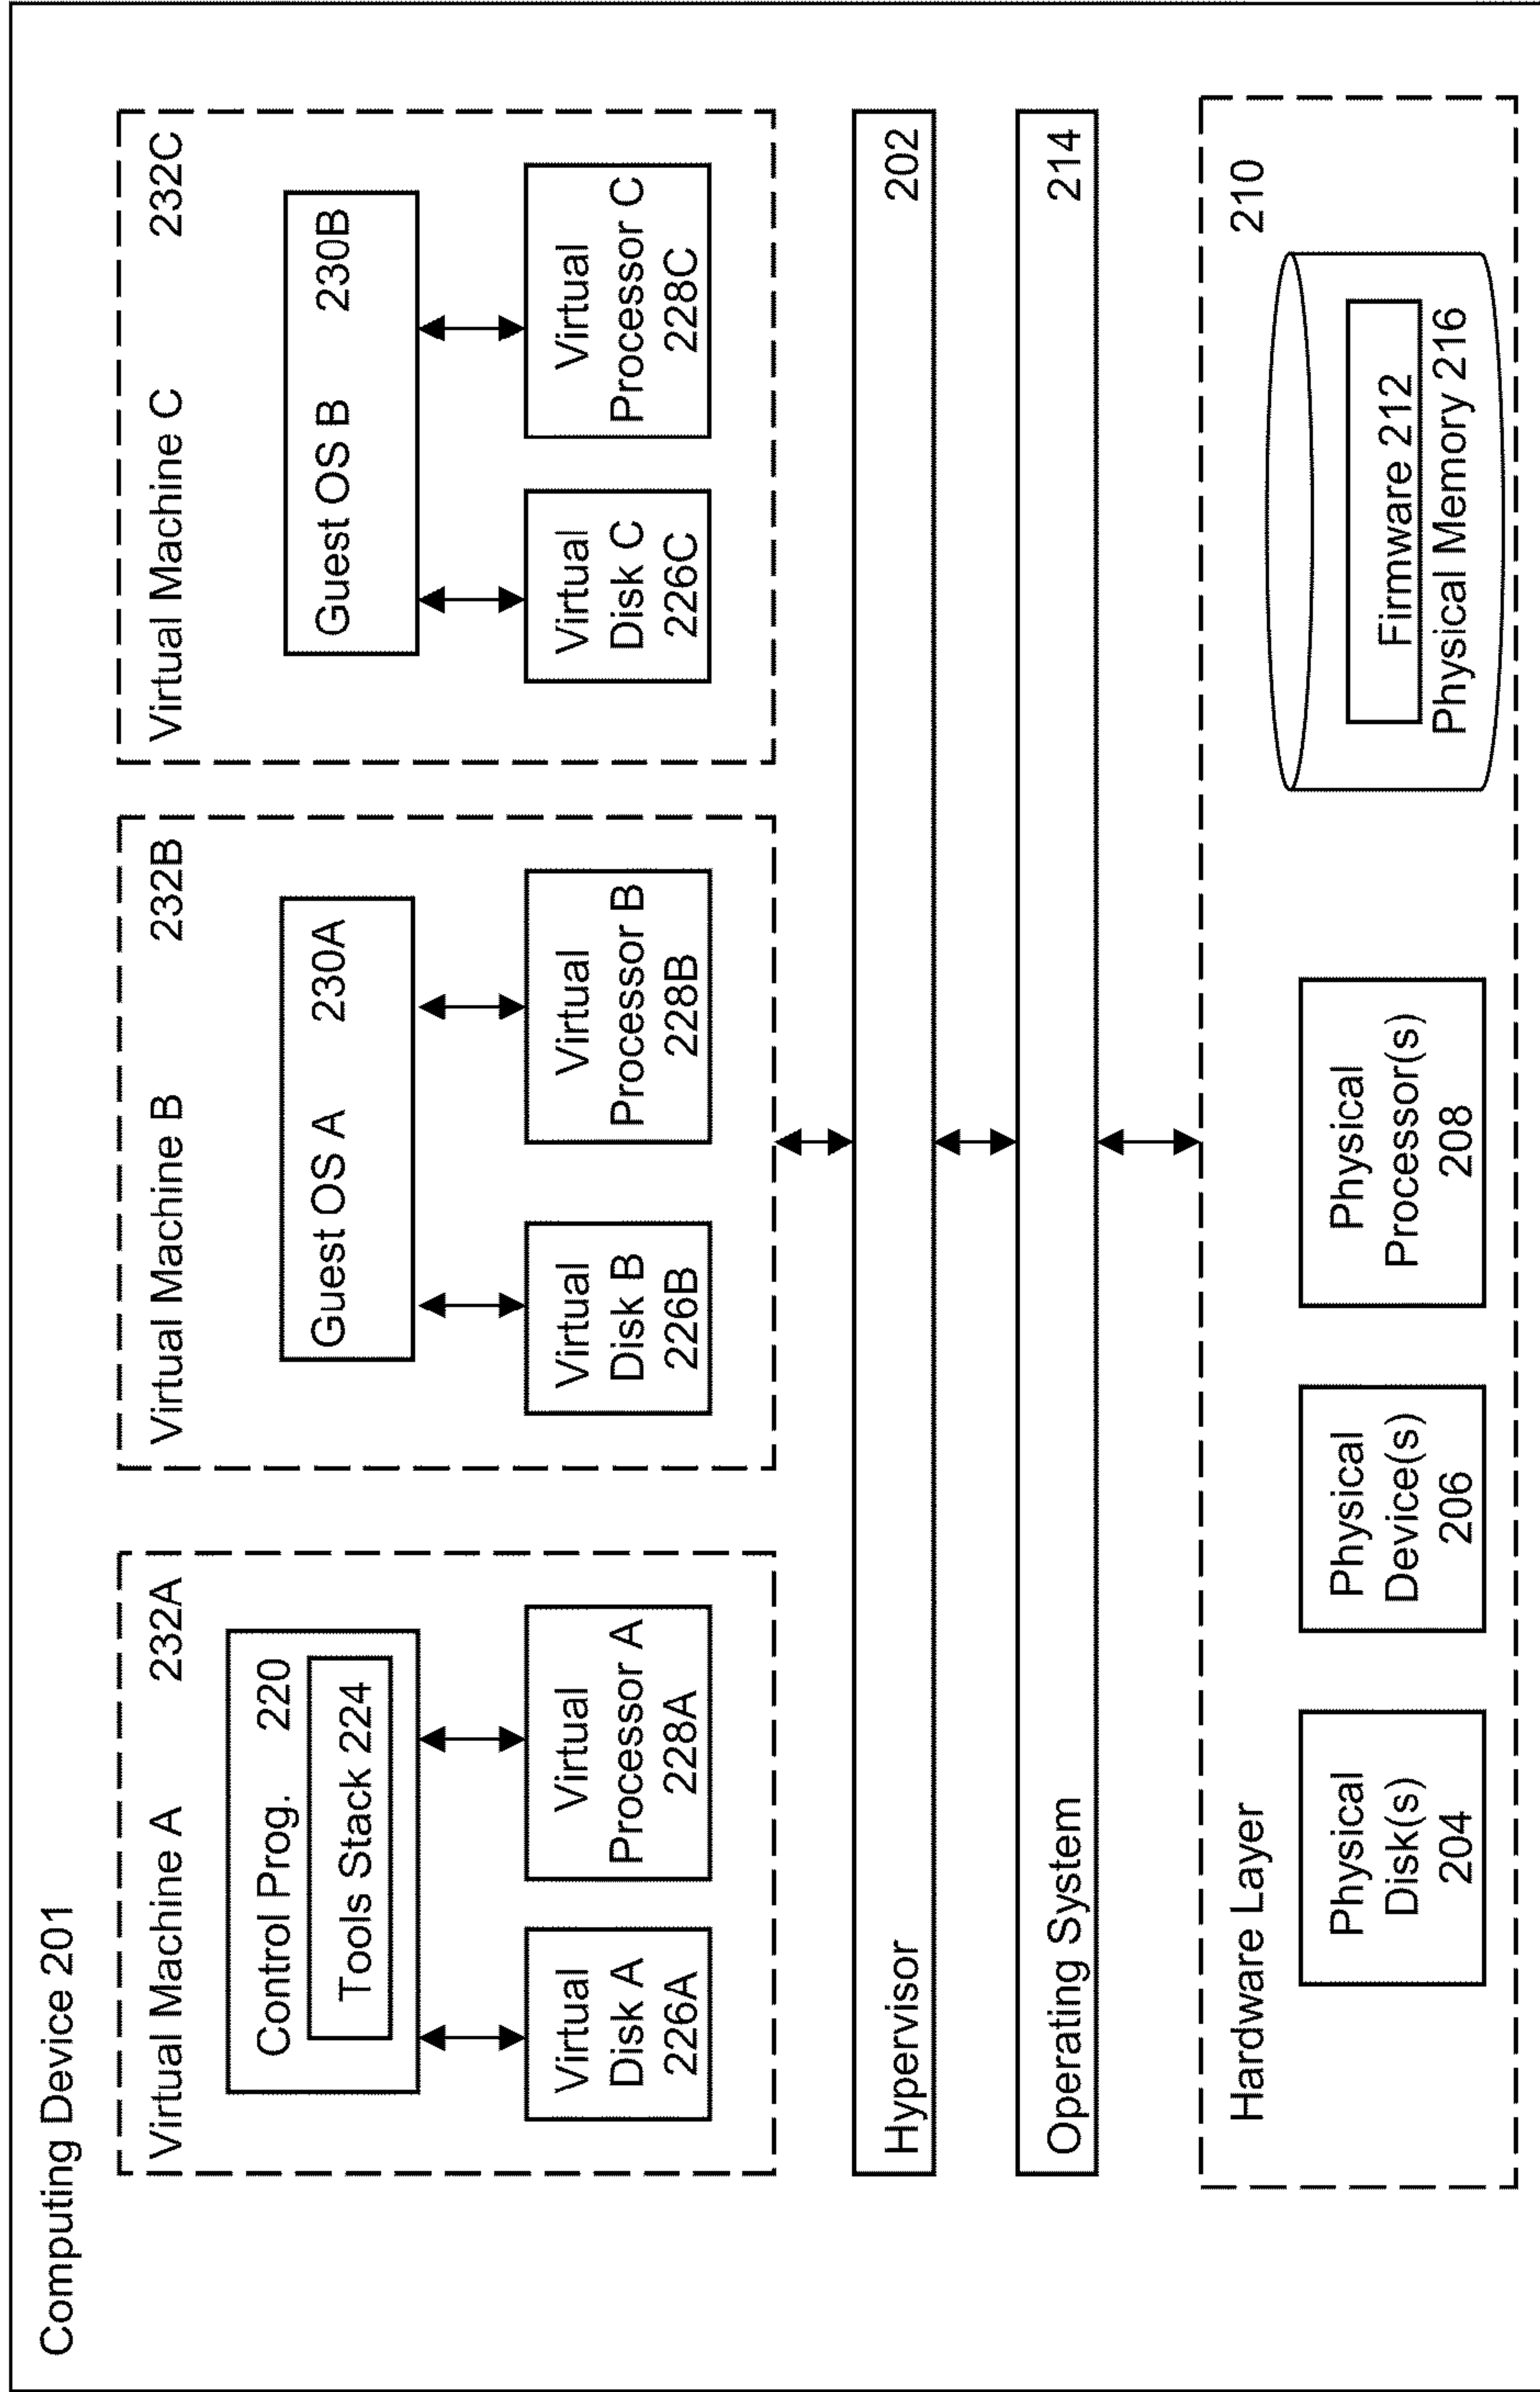 Computing Device 201
Virtual Machine A 232A
Control Prog. 220
Tools Stack 224
Virtual
Disk A
226A
Virtual
Processor A
228A
Virtual Machine B 232B
Guest OS A 230A
Virtual
Disk B
226B
Virtual
Processor B
228B
Virtual Machine C 232C
Guest OS B 230B
Virtual
Disk C
226C
Virtual
Processor C
228C
Hypervisor 202
Operating System 214
Hardware Layer 210
Physical
Disk(s)
204
Physical
Device(s)
206
Physical
Processor(s)
208
Firmware 212
Physical Memory 216